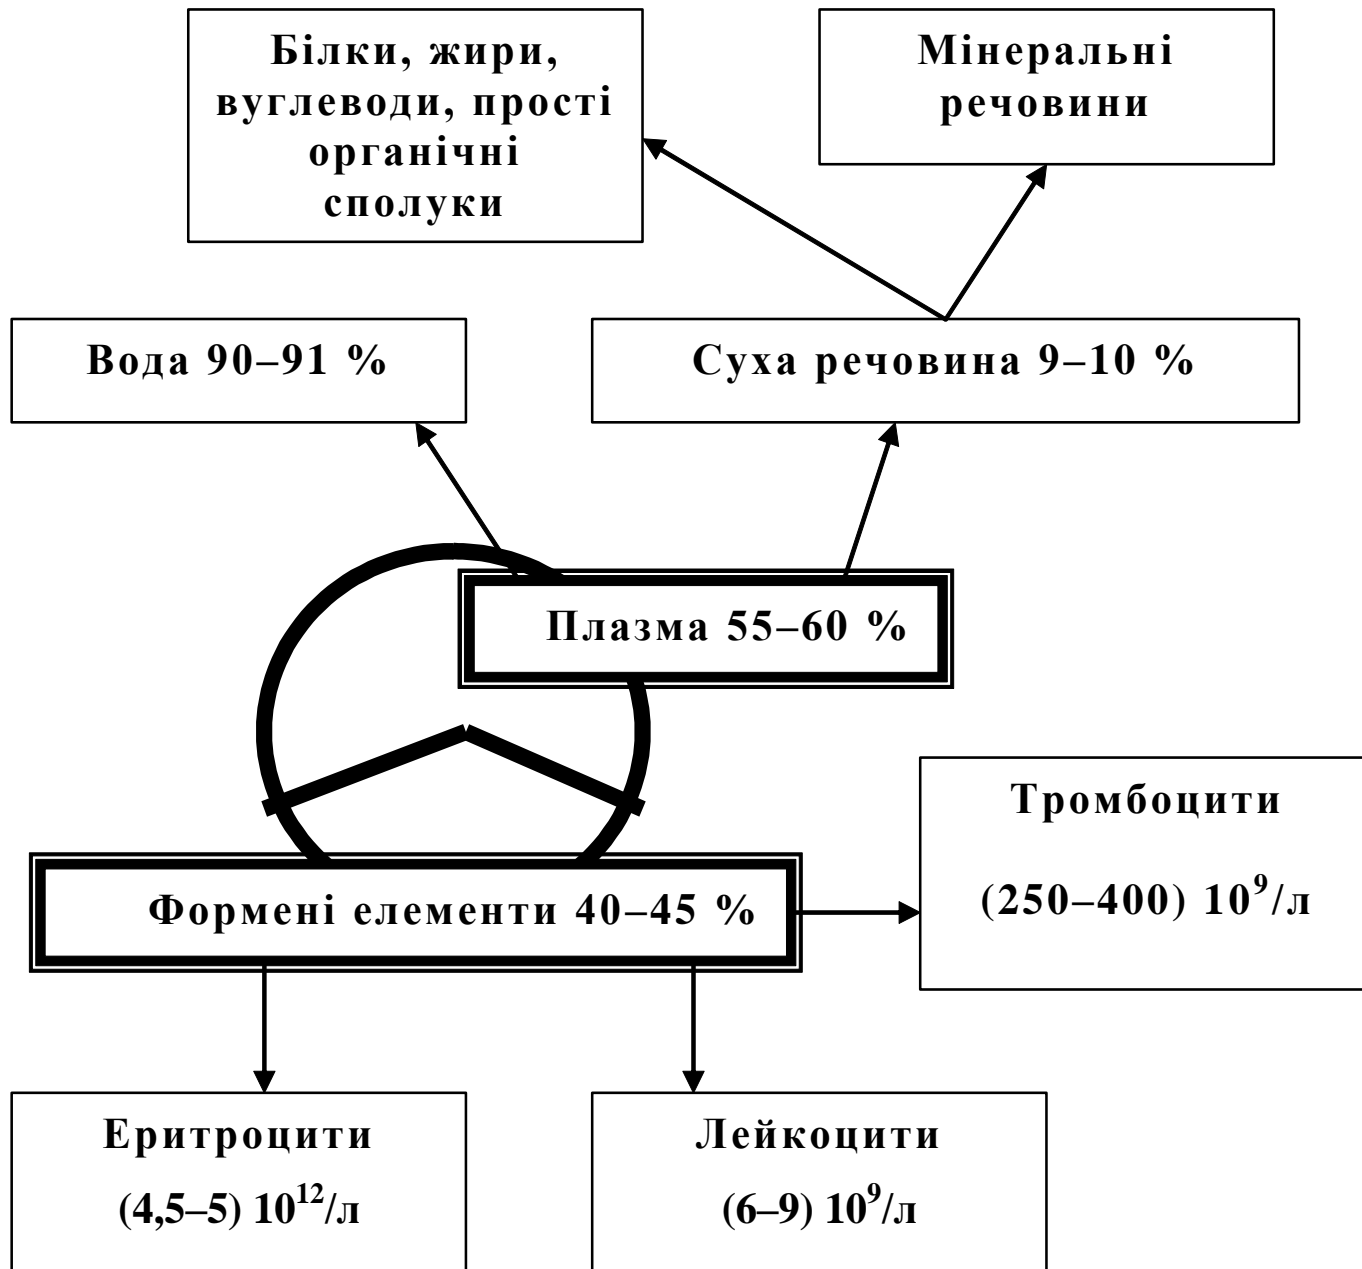 Білки, жири,
вуглеводи, прості
органічні
сполуки
Мінеральні
речовини
Вода 90–91 %
Суха речовина 9–10 %
Плазма 55–60 %
Тромбоцити
(250–400) 10⁹/л
Формені елементи 40–45 %
Еритроцити
(4,5–5) 10¹²/л
Лейкоцити
(6–9) 10⁹/л